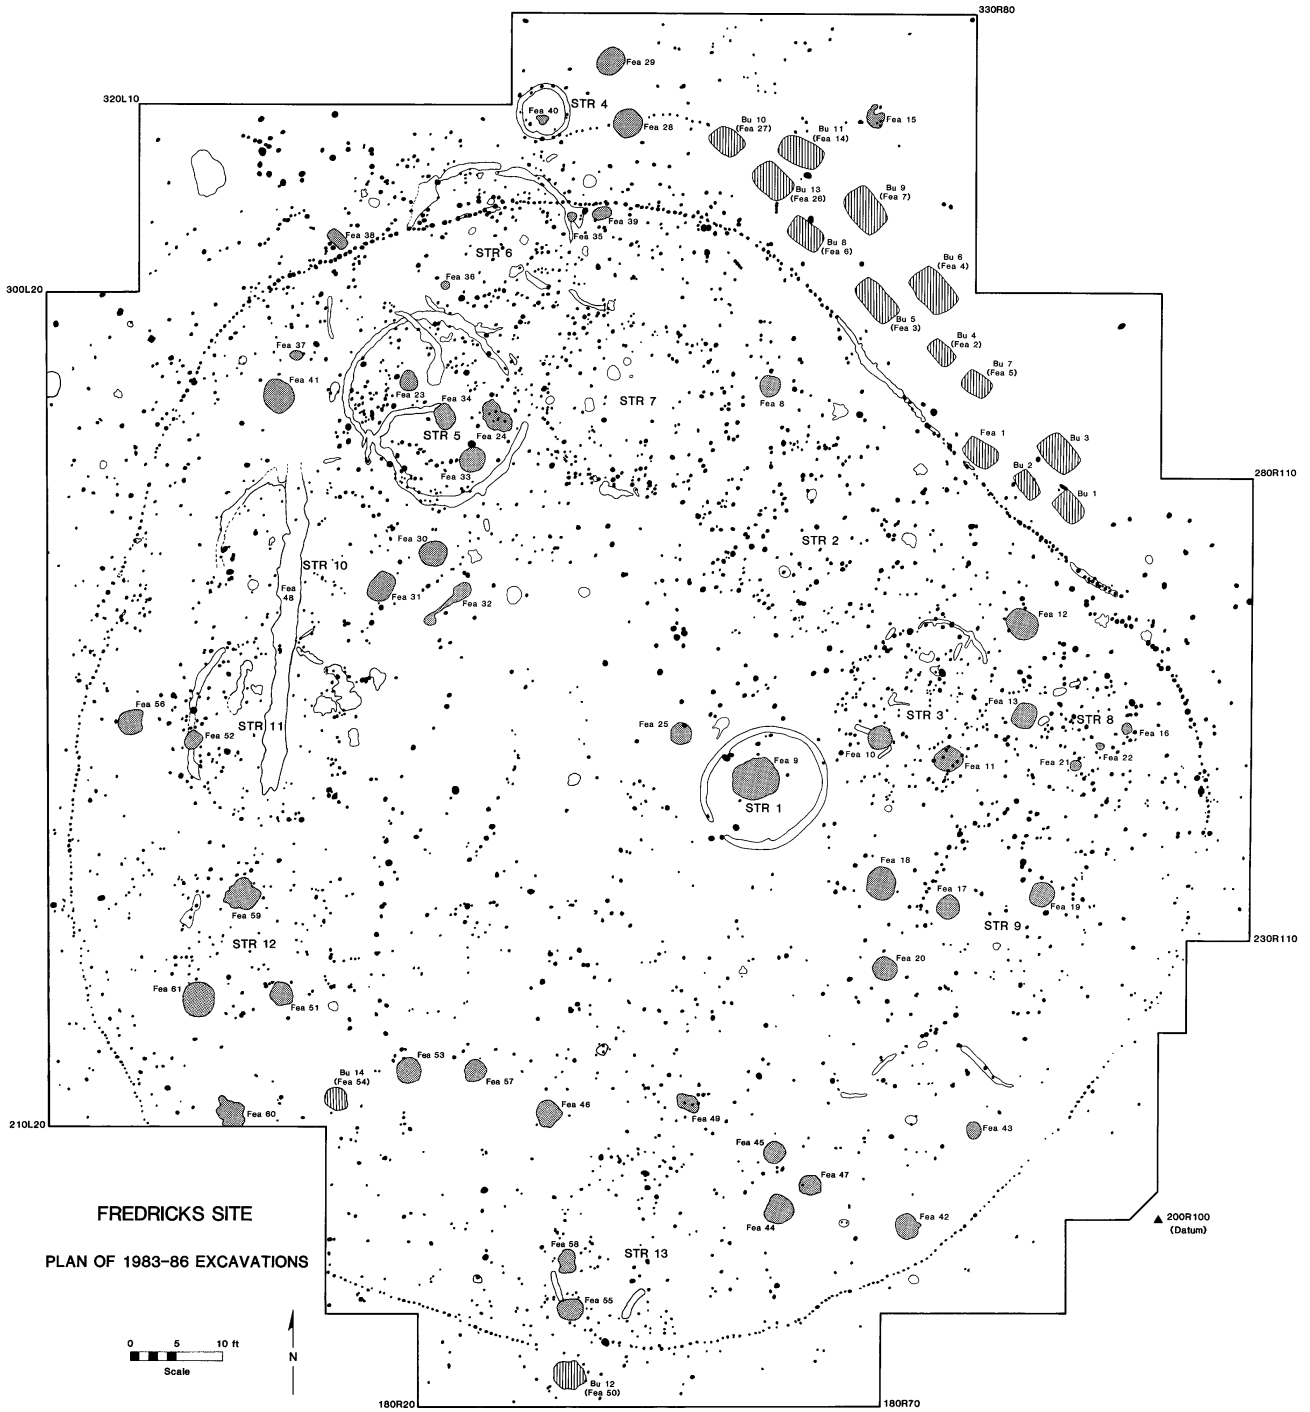 330R80
Fea 29
320L10
STR 4
Fea 40
Fea 28
Bu 10
(Fea 27)
Bu 11
(Fea 14)
Fea 15
Bu 13
(Fea 26)
Bu 9
(Fea 7)
Fea 39
Fea 35
Fea 38
STR 6
Bu 8
(Fea 6)
Bu 6
(Fea 4)
Fea 36
300L20
Bu 5
(Fea 3)
Bu 4
(Fea 2)
Fea 37
Bu 7
(Fea 5)
Fea 41
Fea 23
Fea 34
STR 7
Fea 8
STR 5
Fea 24
Fea 1
Bu 3
Bu 2
Fea 33
280R110
Bu 1
Fea 30
STR 2
STR 10
Fea
48
Fea 31
Fea 32
Fea 12
Fea 56
STR 11
Fea 52
Fea 25
STR 3
Fea 13
STR 8
Fea 16
Fea 10
Fea 9
Fea 11
Fea 21
Fea 22
STR 1
Fea 18
Fea 17
Fea 19
Fea 59
STR 9
STR 12
230R110
Fea 20
Fea 61
Fea 51
Fea 53
Bu 14
(Fea 54)
Fea 57
Fea 60
Fea 46
Fea 49
210L20
Fea 43
Fea 45
Fea 47
FREDRICKS SITE
Fea 44
Fea 42
200R100
(Datum)
Fea 58
STR 13
PLAN OF 1983-86 EXCAVATIONS
Fea 55
0 5 10 ft
Scale
N
Bu 12
(Fea 50)
180R20
180R70